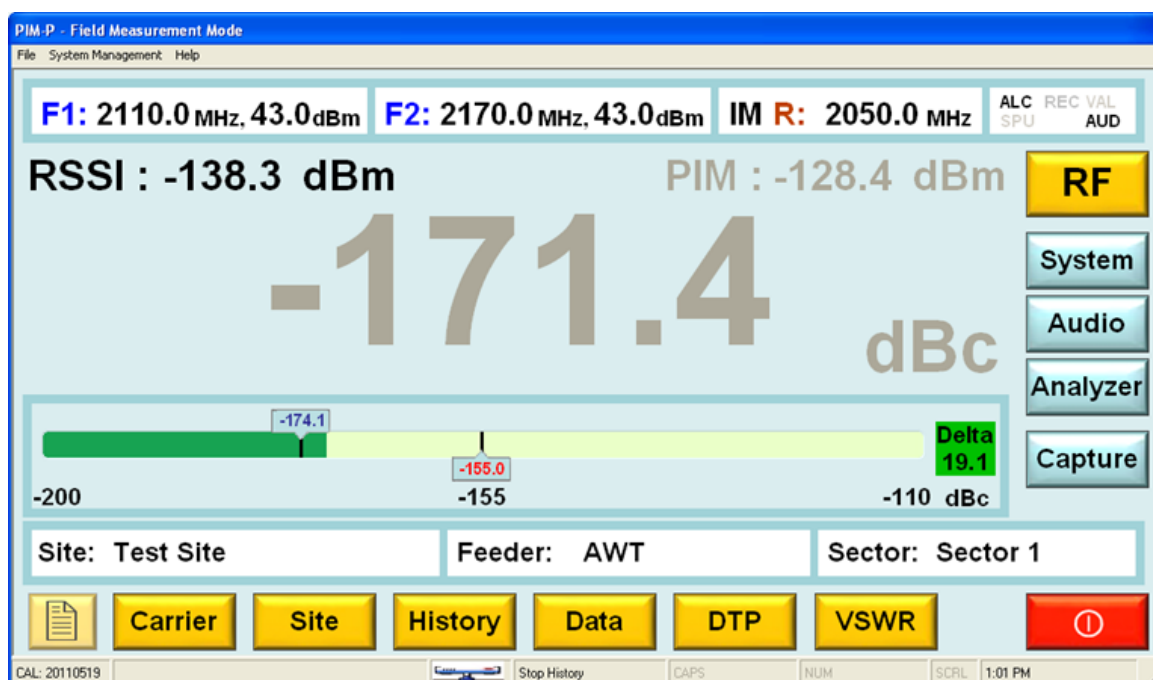 PIM-P - Field Measurement Mode
File System Management Help
F1: 2110.0 MHz, 43.0dBm F2: 2170.0 MHz, 43.0dBm IM R: 2050.0 MHz ALC REC VAL
SPU AUD
RSSI : -138.3 dBm PIM : -128.4 dBm RF
-171.4 dBc
System
Audio
Analyzer
-174.1
Delta
19.1
-155.0
Capture
-200 -155 -110 dBc
Site: Test Site Feeder: AWT Sector: Sector 1
Carrier Site History Data DTP VSWR
CAL: 20110519 Stop History CAPS NUM SCRL 1:01 PM